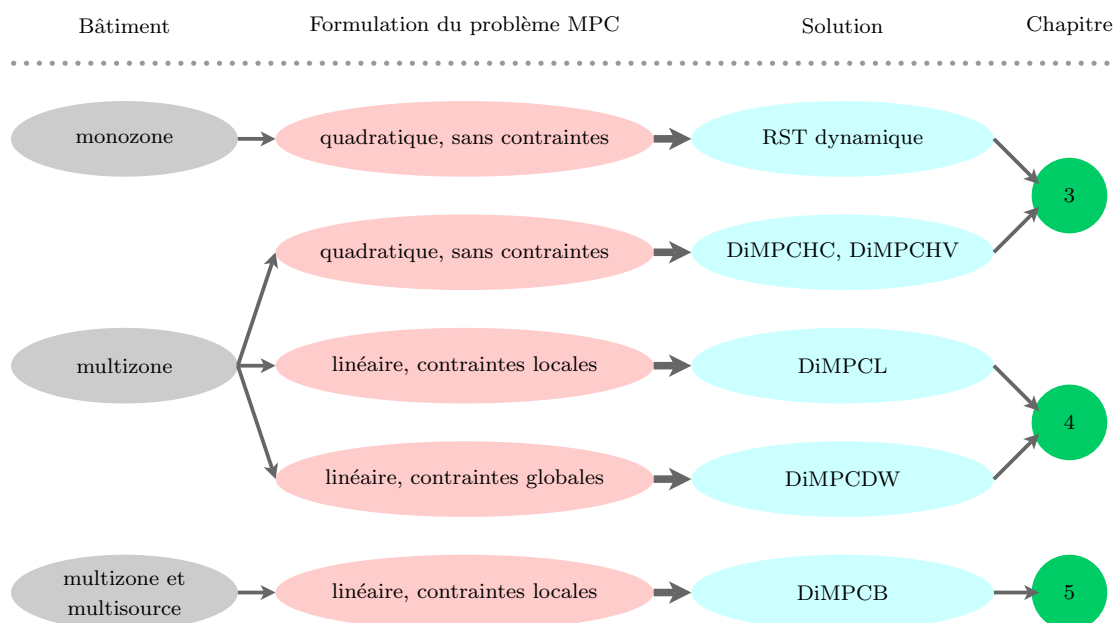 Bâtiment Formulation du problème MPC Solution Chapitre
monozone quadratique, sans contraintes RST dynamique
3
quadratique, sans contraintes DiMPCHC, DiMPCHV
multizone linéaire, contraintes locales DiMPCL
4
linéaire, contraintes globales DiMPCDW
multizone et
multisource linéaire, contraintes locales DiMPCB 5